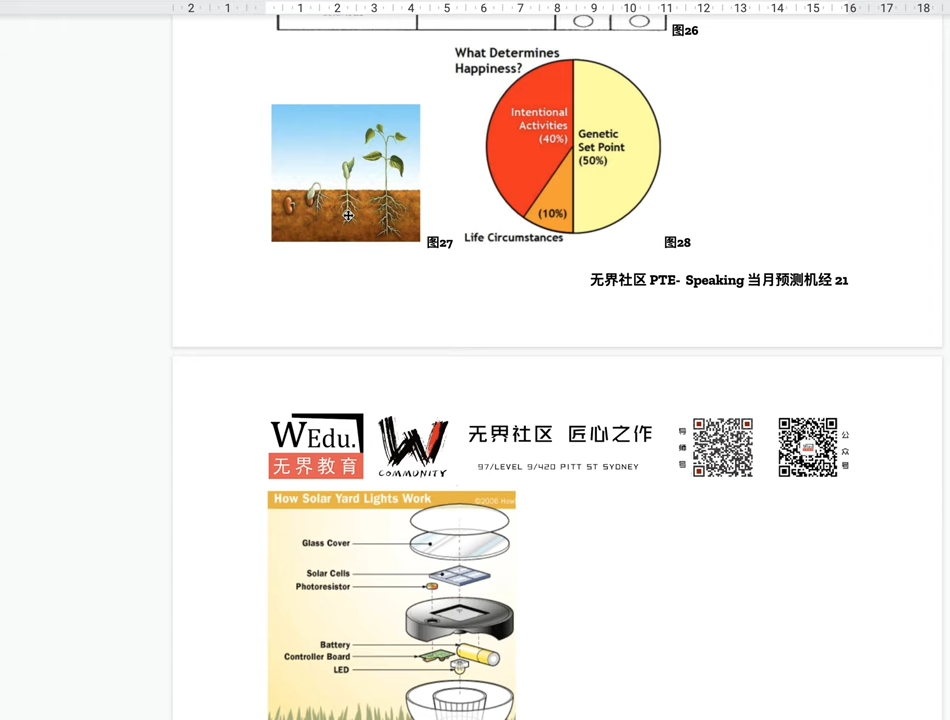 2 1 1 2 3 4 5 6 7 8 9 10 11 12 13 14 15 16 17 18
图26
What Determines
Happiness?
Intentional
Activities
(40%)
Genetic
Set Point
(50%)
(10%)
Life Circumstances
图27
图28
无界社区 PTE- Speaking 当月预测机经 21
WEdu.
无界教育
COMMUNITY
无界社区 匠心之作
97/LEVEL 9/420 PITT ST SYDNEY
公众号
How Solar Yard Lights Work
©2006 How
Glass Cover
Solar Cells
Photoresistor
Battery
Controller Board
LED